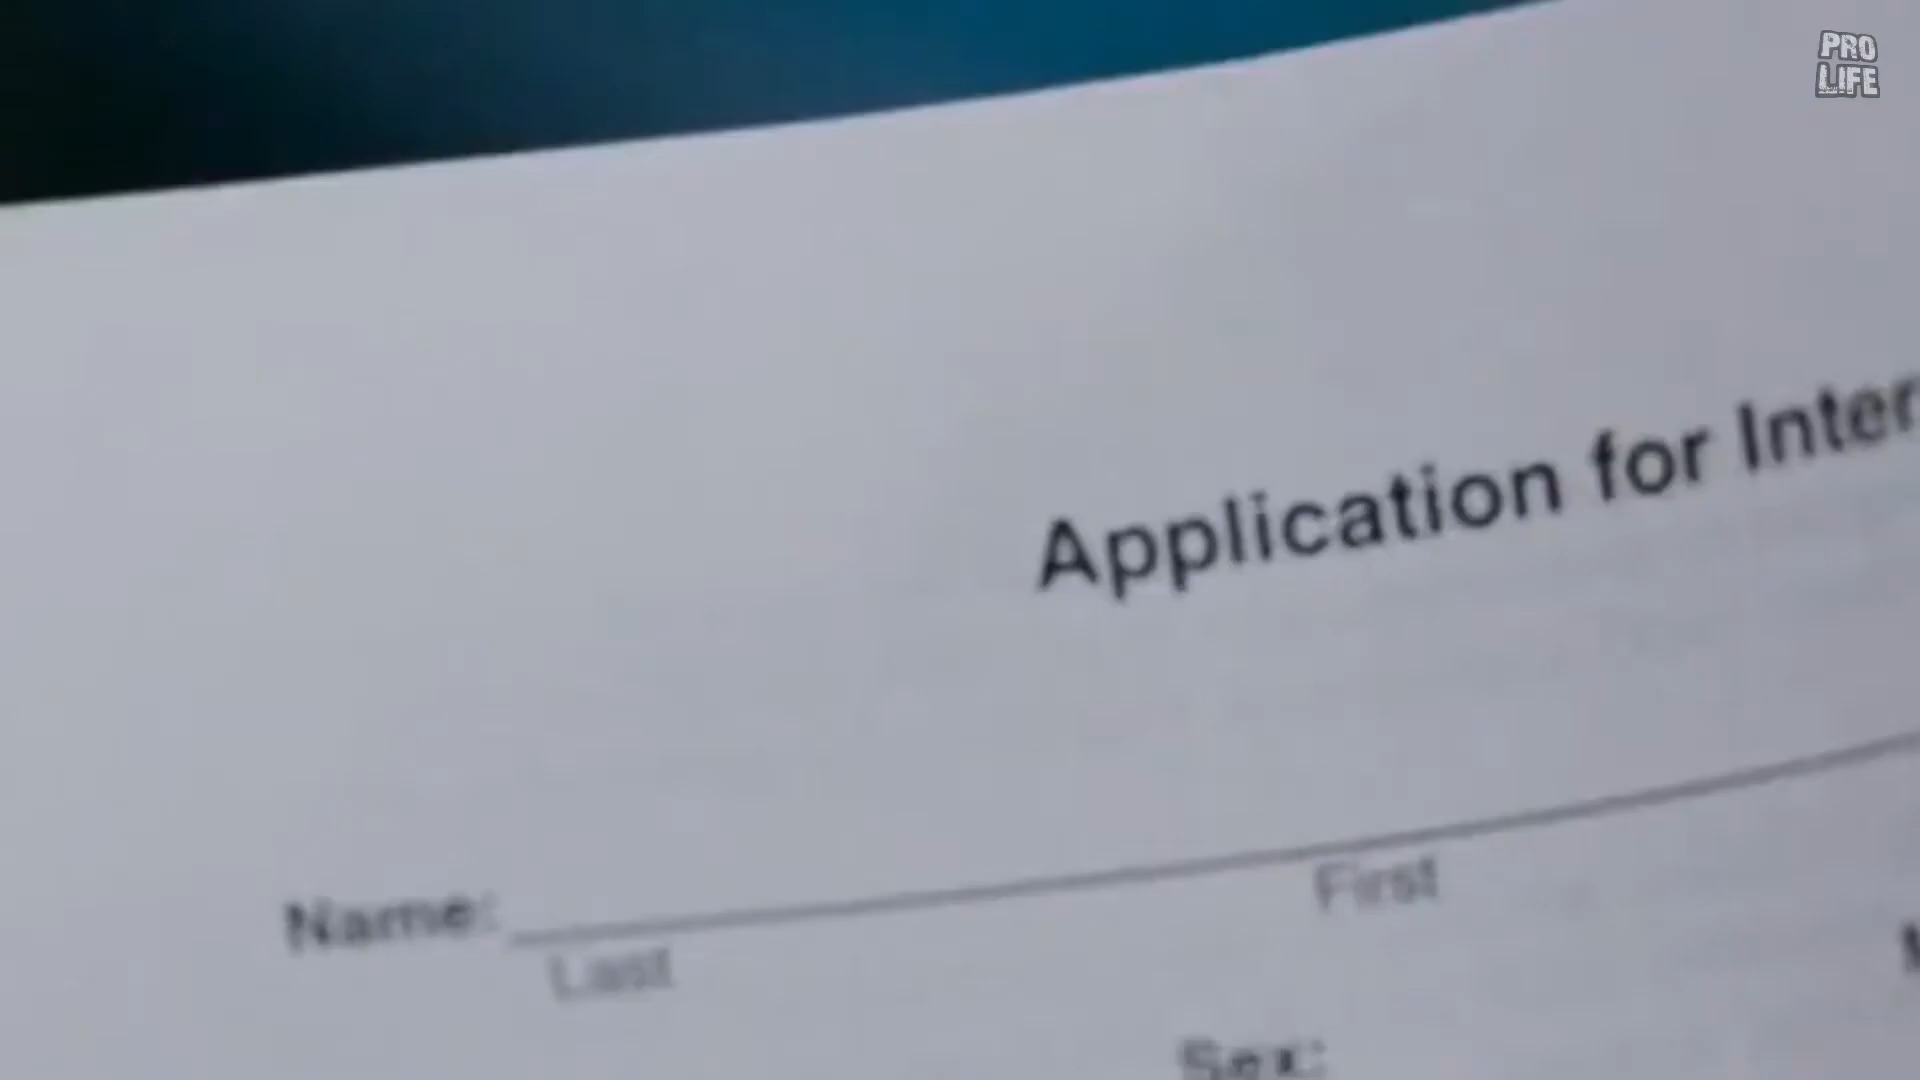 PRO
LIFE
Application for Inter
Name:
First
Last
Sex: